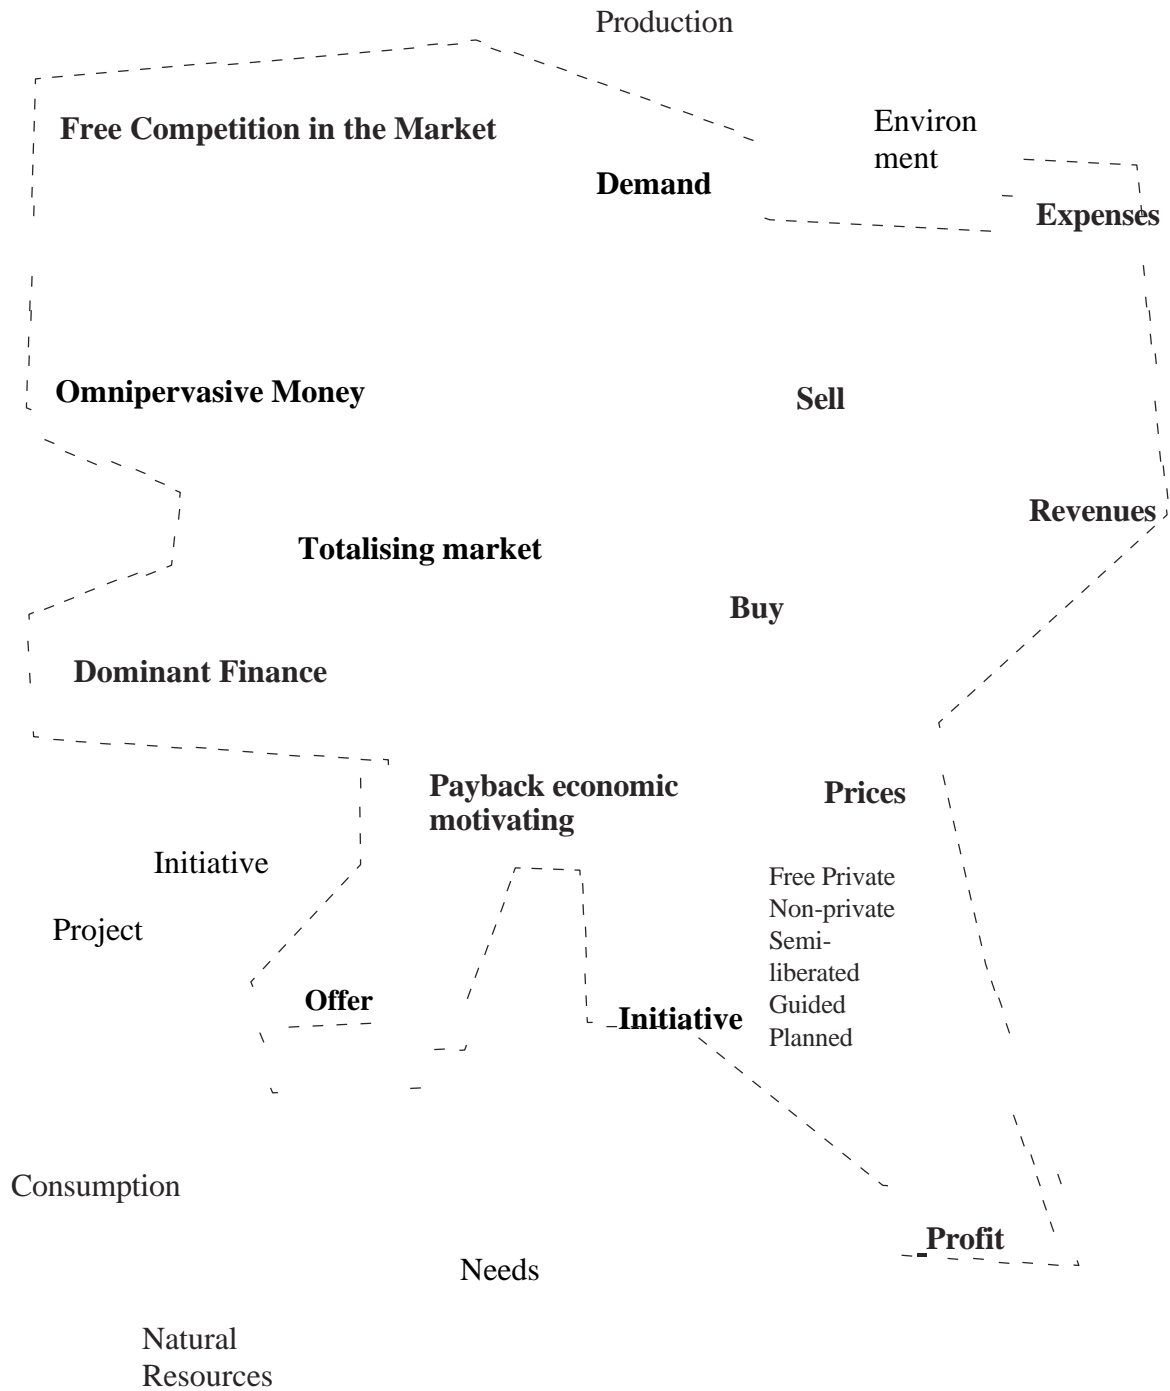 Production
Free Competition in the Market
Environ
ment
Demand
Expenses
Omnipervasive Money
Sell
Revenues
Totalising market
Buy
Dominant Finance
Payback economic
motivating
Prices
Initiative
Free Private
Non-private
Semi-
liberated
Guided
Planned
Project
Offer
Initiative
Consumption
Profit
Needs
Natural
Resources